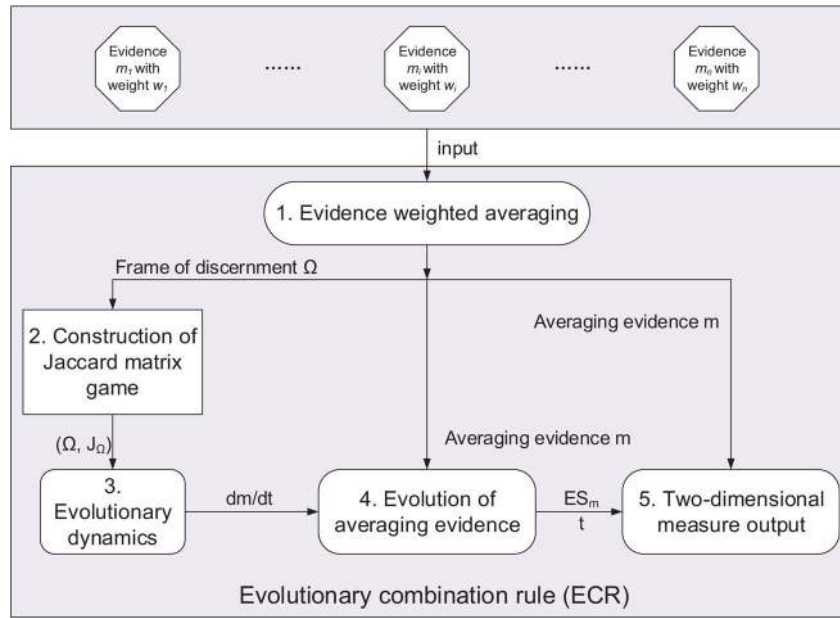 Evidence
m₁ with
weight w₁
......
Evidence
mᵢ with
weight wᵢ
......
Evidence
mₙ with
weight wₙ
input
1. Evidence weighted averaging
Frame of discernment Ω
2. Construction of
Jaccard matrix
game
Averaging evidence m
(Ω, J_Ω)
Averaging evidence m
3.
Evolutionary
dynamics
dm/dt
4. Evolution of
averaging evidence
ESₘ
t
5. Two-dimensional
measure output
Evolutionary combination rule (ECR)